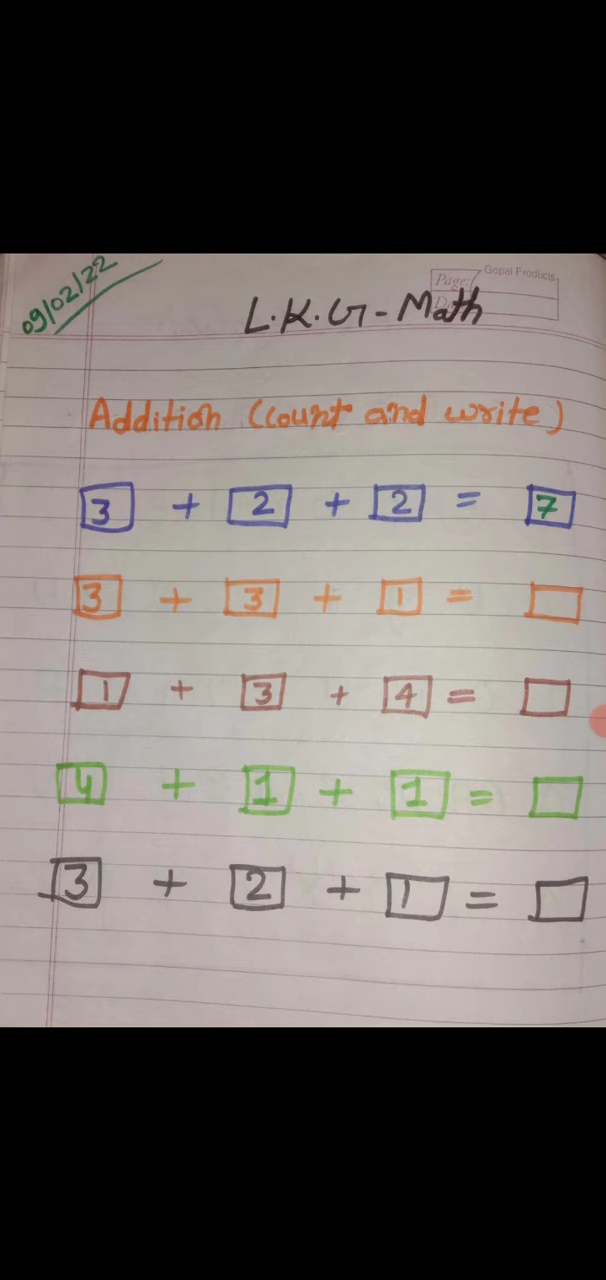 09/02/22
Gopal Products
Page:
L.K.G-Math
Addition (count and write)
3 + 2 + 2 = 7
3 + 3 + 1 =
1 + 3 + 4 =
4 + 1 + 1 =
3 + 2 + 1 =